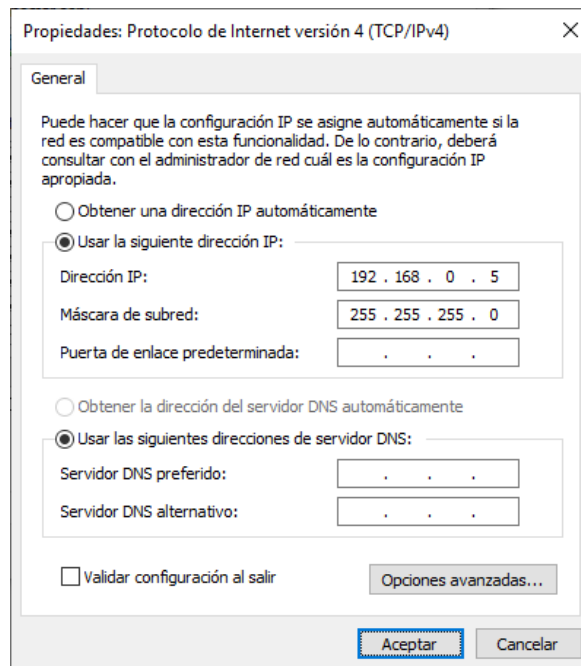 Propiedades: Protocolo de Internet versión 4 (TCP/IPv4)
General
Puede hacer que la configuración IP se asigne automáticamente si la
red es compatible con esta funcionalidad. De lo contrario, deberá
consultar con el administrador de red cuál es la configuración IP
apropiada.
Obtener una dirección IP automáticamente
Usar la siguiente dirección IP:
Dirección IP: 192 . 168 . 0 . 5
Máscara de subred: 255 . 255 . 255 . 0
Puerta de enlace predeterminada: . . .
Obtener la dirección del servidor DNS automáticamente
Usar las siguientes direcciones de servidor DNS:
Servidor DNS preferido: . . .
Servidor DNS alternativo: . . .
Validar configuración al salir Opciones avanzadas...
Aceptar Cancelar